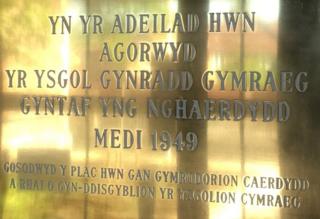 YN YR ADEILAD HWN
AGORWYD
YR YSGOL GYNRADD GYMRAEG
GYNTAF YNG NGHAERDYDD
MEDI 1949
GOSODWYD Y PLAC HWN GAN GYMMRODORION CAERDYDD
A RHAI O GYN-DDISGYBLION YR YSGOLION CYMRAEG